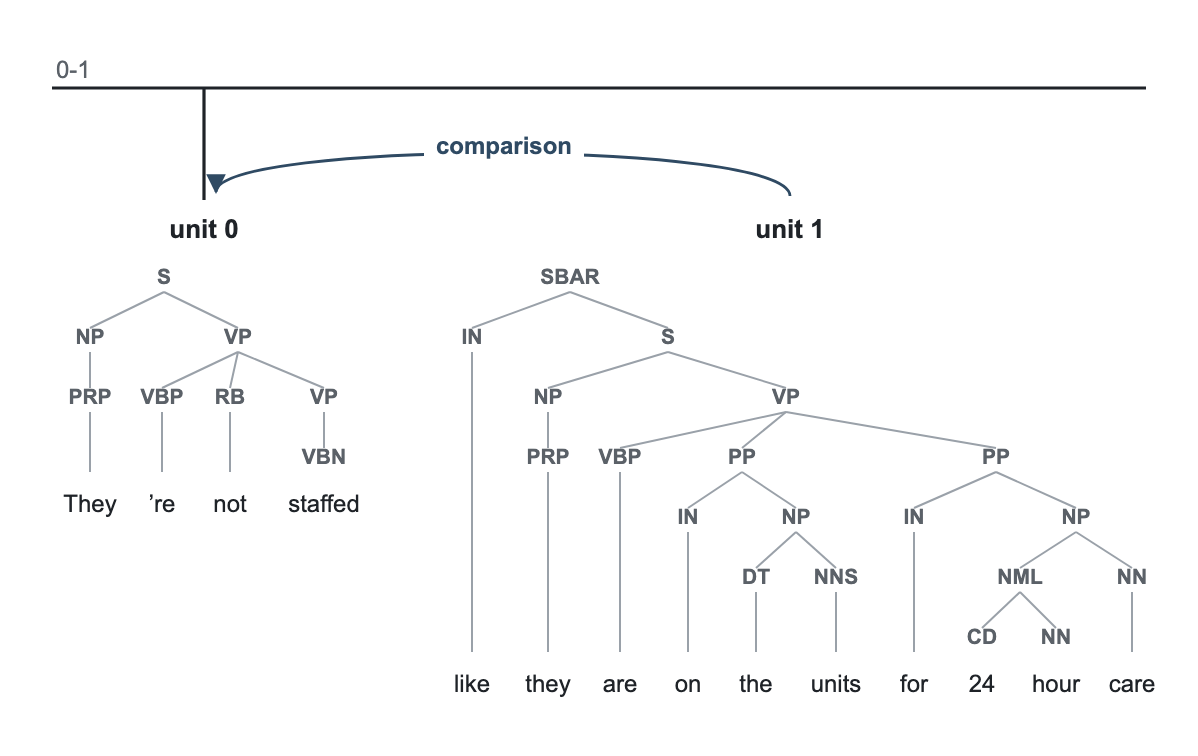 0-1
comparison
unit 0 unit 1
S SBAR
NP VP IN S
PRP VBP RB VP NP VP
VBN PRP VBP PP PP
They ’re not staffed IN NP IN NP
DT NNS NML NN
CD NN
like they are on the units for 24 hour care